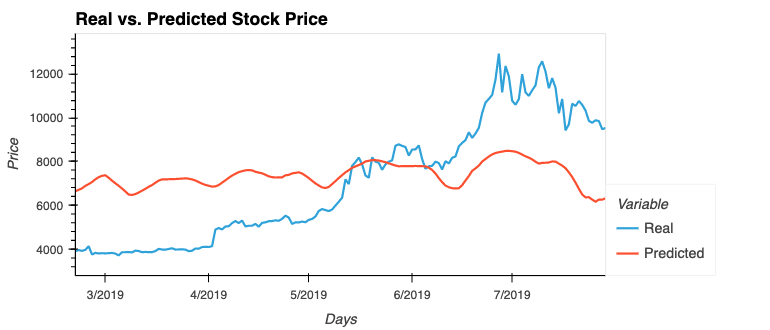 Real vs. Predicted Stock Price
Price
12000
10000
8000
6000
4000
3/2019 4/2019 5/2019 6/2019 7/2019
Days
Variable
Real
Predicted